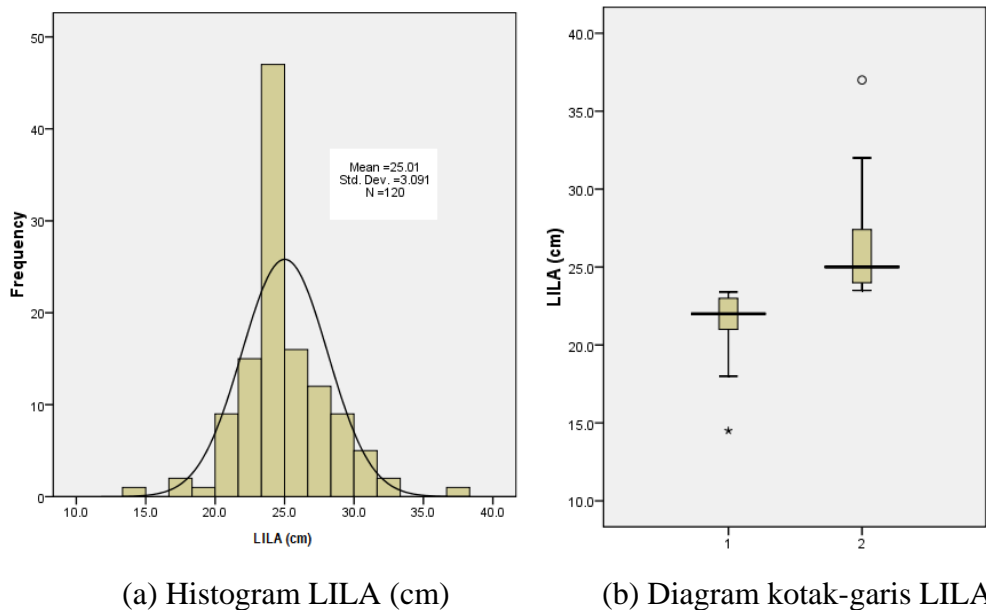 50
40
30
20
10
0
Frequency
Mean =25.01
Std. Dev. =3.091
N =120
10.0 15.0 20.0 25.0 30.0 35.0 40.0
LILA (cm)
(a) Histogram LILA (cm)
40.0
35.0
30.0
25.0
20.0
15.0
10.0
LILA (cm)
1 2
(b) Diagram kotak-garis LILA